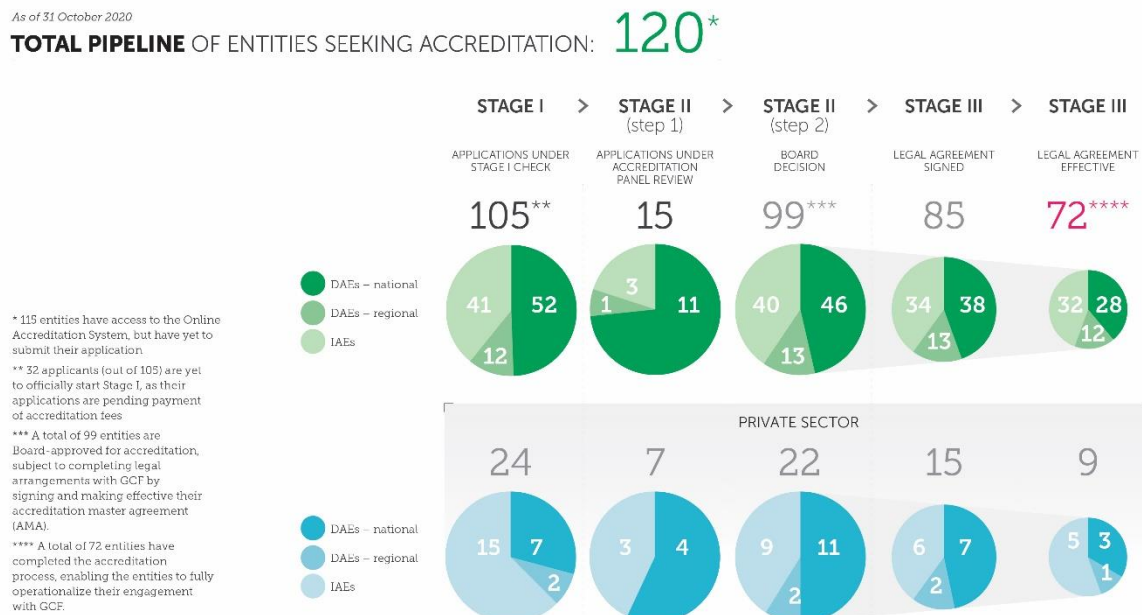 As of 31 October 2020
TOTAL PIPELINE OF ENTITIES SEEKING ACCREDITATION: 120*
STAGE I > STAGE II > STAGE II > STAGE III > STAGE III
(step 1) (step 2)
APPLICATIONS UNDER
STAGE I CHECK
APPLICATIONS UNDER
ACCREDITATION
PANEL REVIEW
BOARD
DECISION
LEGAL AGREEMENT
SIGNED
LEGAL AGREEMENT
EFFECTIVE
105** 15 99*** 85 72****
DAEs – national
DAEs – regional
IAEs
41 52 12
3 1 11
40 46 13
34 38 13
32 28 12
* 115 entities have access to the Online
Accreditation System, but have yet to
submit their application
** 32 applicants (out of 105) are yet
to officially start Stage I, as their
applications are pending payment
of accreditation fees
*** A total of 99 entities are
Board-approved for accreditation,
subject to completing legal
arrangements with GCF by
signing and making effective their
accreditation master agreement
(AMA).
**** A total of 72 entities have
completed the accreditation
process, enabling the entities to fully
operationalize their engagement
with GCF.
PRIVATE SECTOR
24 7 22 15 9
DAEs – national
DAEs – regional
IAEs
15 7 2
3 4
9 11 2
6 7 2
5 3 1